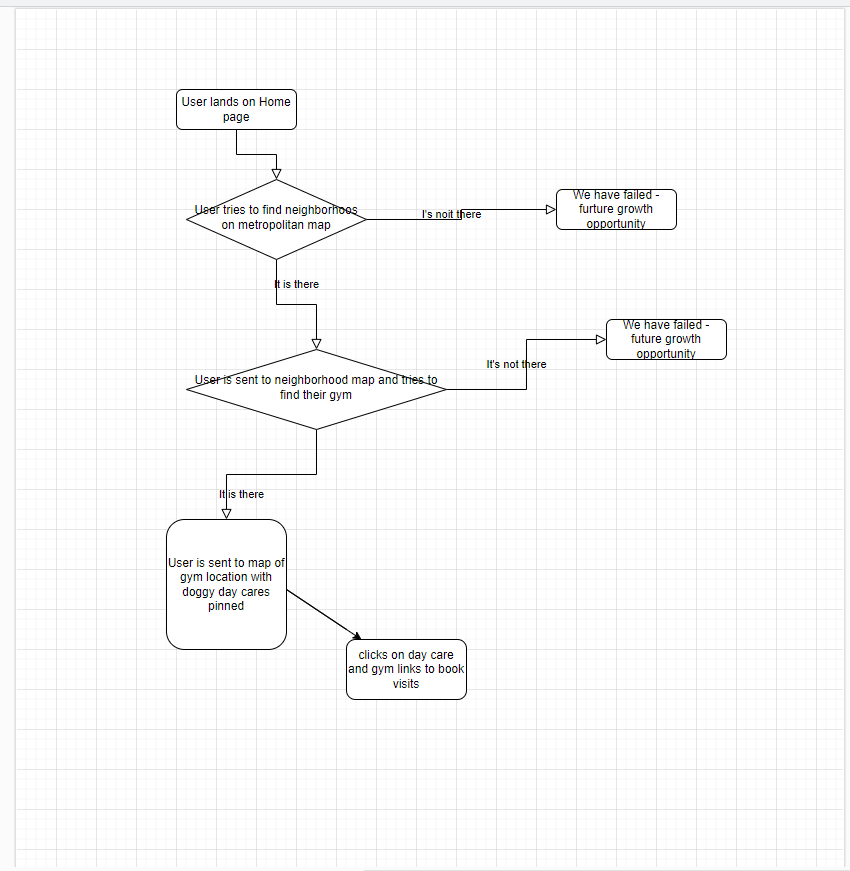 User lands on Home
page
User tries to find neighborhoos
on metropolitan map
I's noit there
We have failed -
furture growth
opportunity
It is there
We have failed -
future growth
opportunity
It's not there
User is sent to neighborhood map and tries to
find their gym
It is there
User is sent to map of
gym location with
doggy day cares
pinned
clicks on day care
and gym links to book
visits